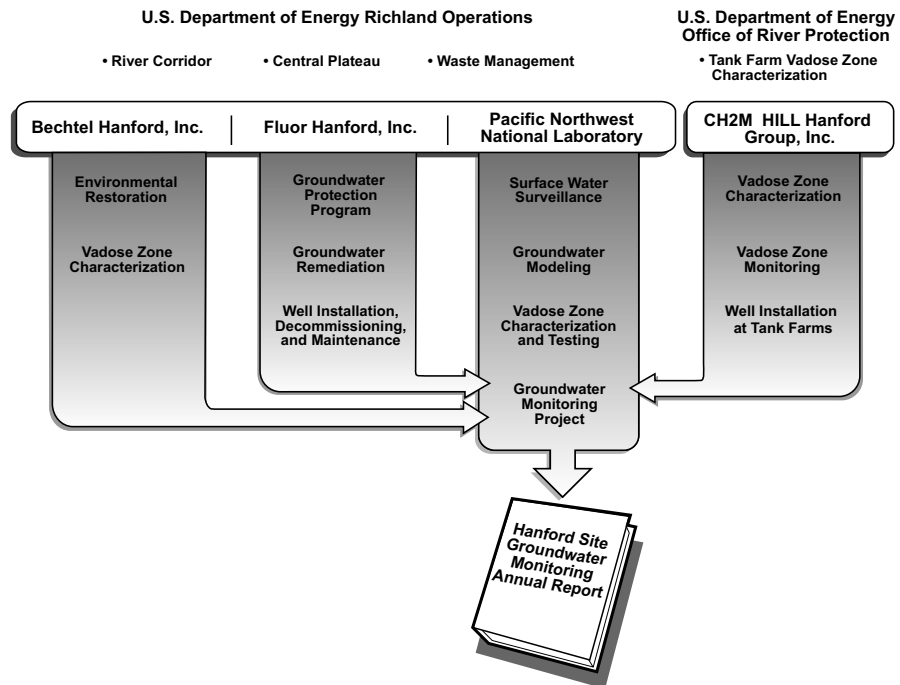 U.S. Department of Energy Richland Operations
• River Corridor
• Central Plateau
• Waste Management
U.S. Department of Energy
Office of River Protection
• Tank Farm Vadose Zone
Characterization
Bechtel Hanford, Inc.
Fluor Hanford, Inc.
Pacific Northwest
National Laboratory
CH2M HILL Hanford
Group, Inc.
Environmental
Restoration
Vadose Zone
Characterization
Groundwater
Protection
Program
Groundwater
Remediation
Well Installation,
Decommissioning,
and Maintenance
Surface Water
Surveillance
Groundwater
Modeling
Vadose Zone
Characterization
and Testing
Groundwater
Monitoring
Project
Vadose Zone
Characterization
Vadose Zone
Monitoring
Well Installation
at Tank Farms
Hanford Site
Groundwater
Monitoring
Annual Report